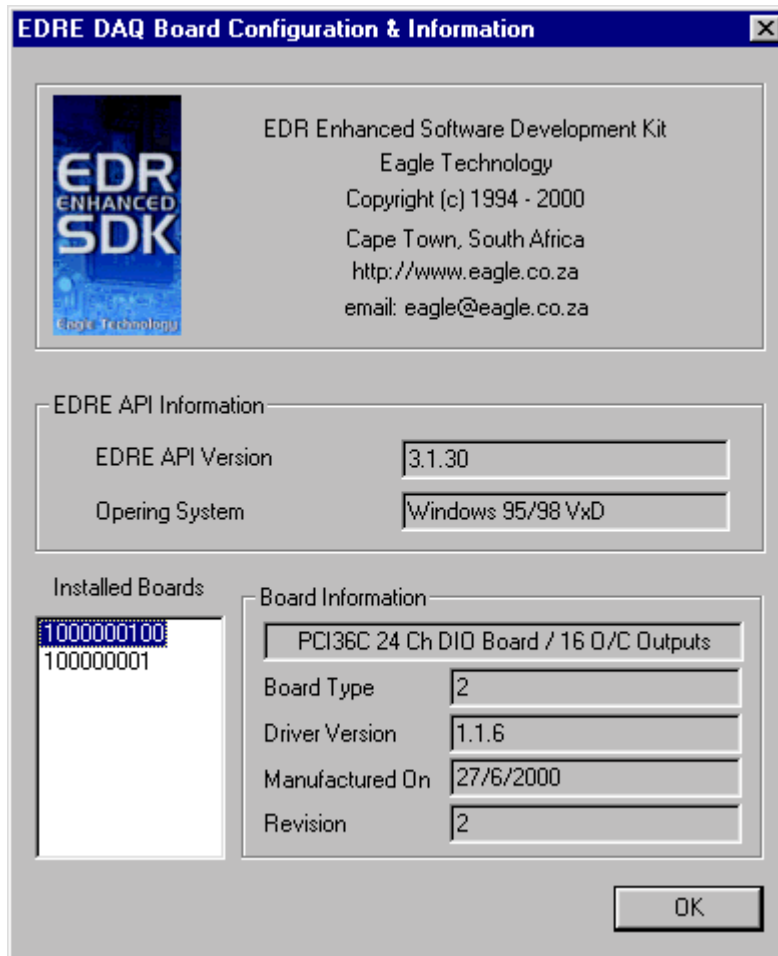 EDRE DAQ Board Configuration & Information
EDR
ENHANCED
SDK
Eagle Technology
EDR Enhanced Software Development Kit
Eagle Technology
Copyright (c) 1994 - 2000
Cape Town, South Africa
http://www.eagle.co.za
email: eagle@eagle.co.za
EDRE API Information
EDRE API Version 3.1.30
Opering System Windows 95/98 VxD
Installed Boards
1000000100
100000001
Board Information
PCI36C 24 Ch DIO Board / 16 O/C Outputs
Board Type 2
Driver Version 1.1.6
Manufactured On 27/6/2000
Revision 2
OK